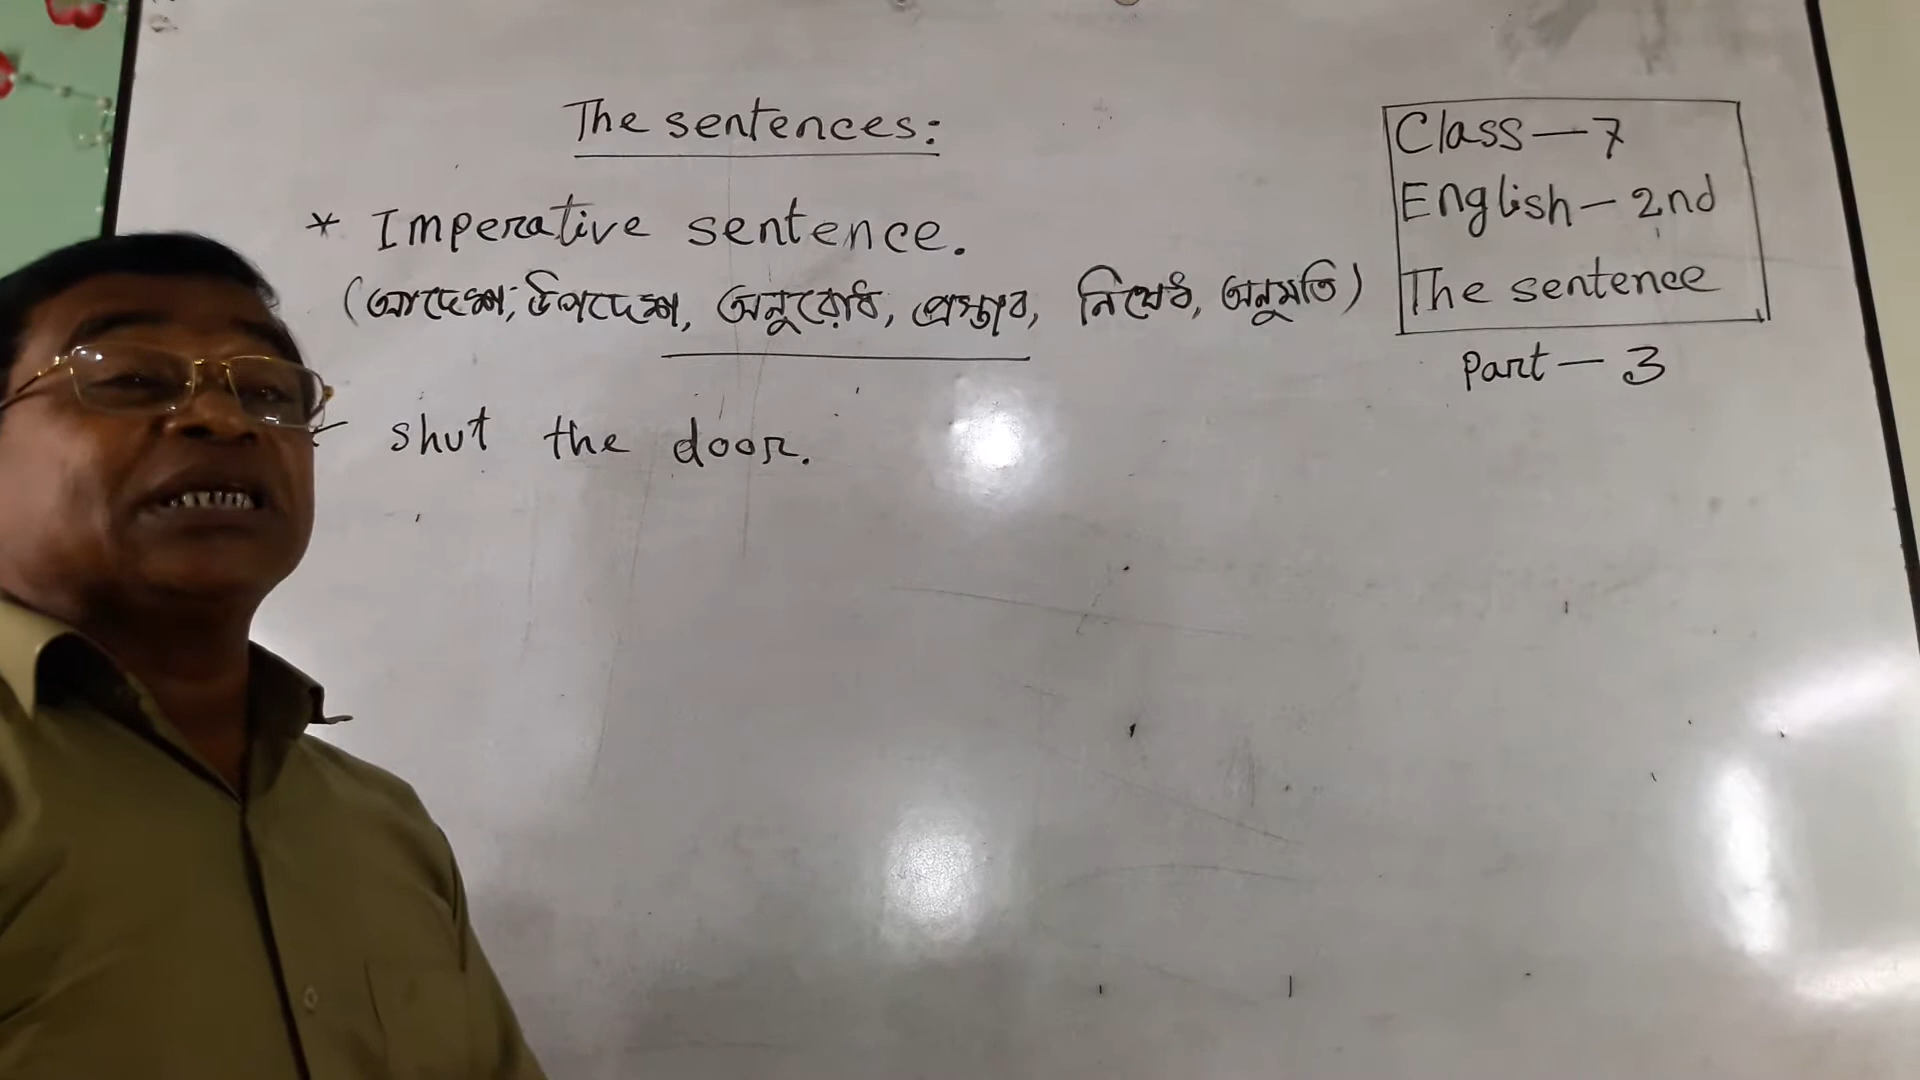 The sentences:
* Imperative sentence.
(আদেশ, উপদেশ, অনুরোধ, প্রস্তাব, নিষেধ, অনুমতি)
shut the door.
Class — 7
English — 2nd
The sentence
Part — 3